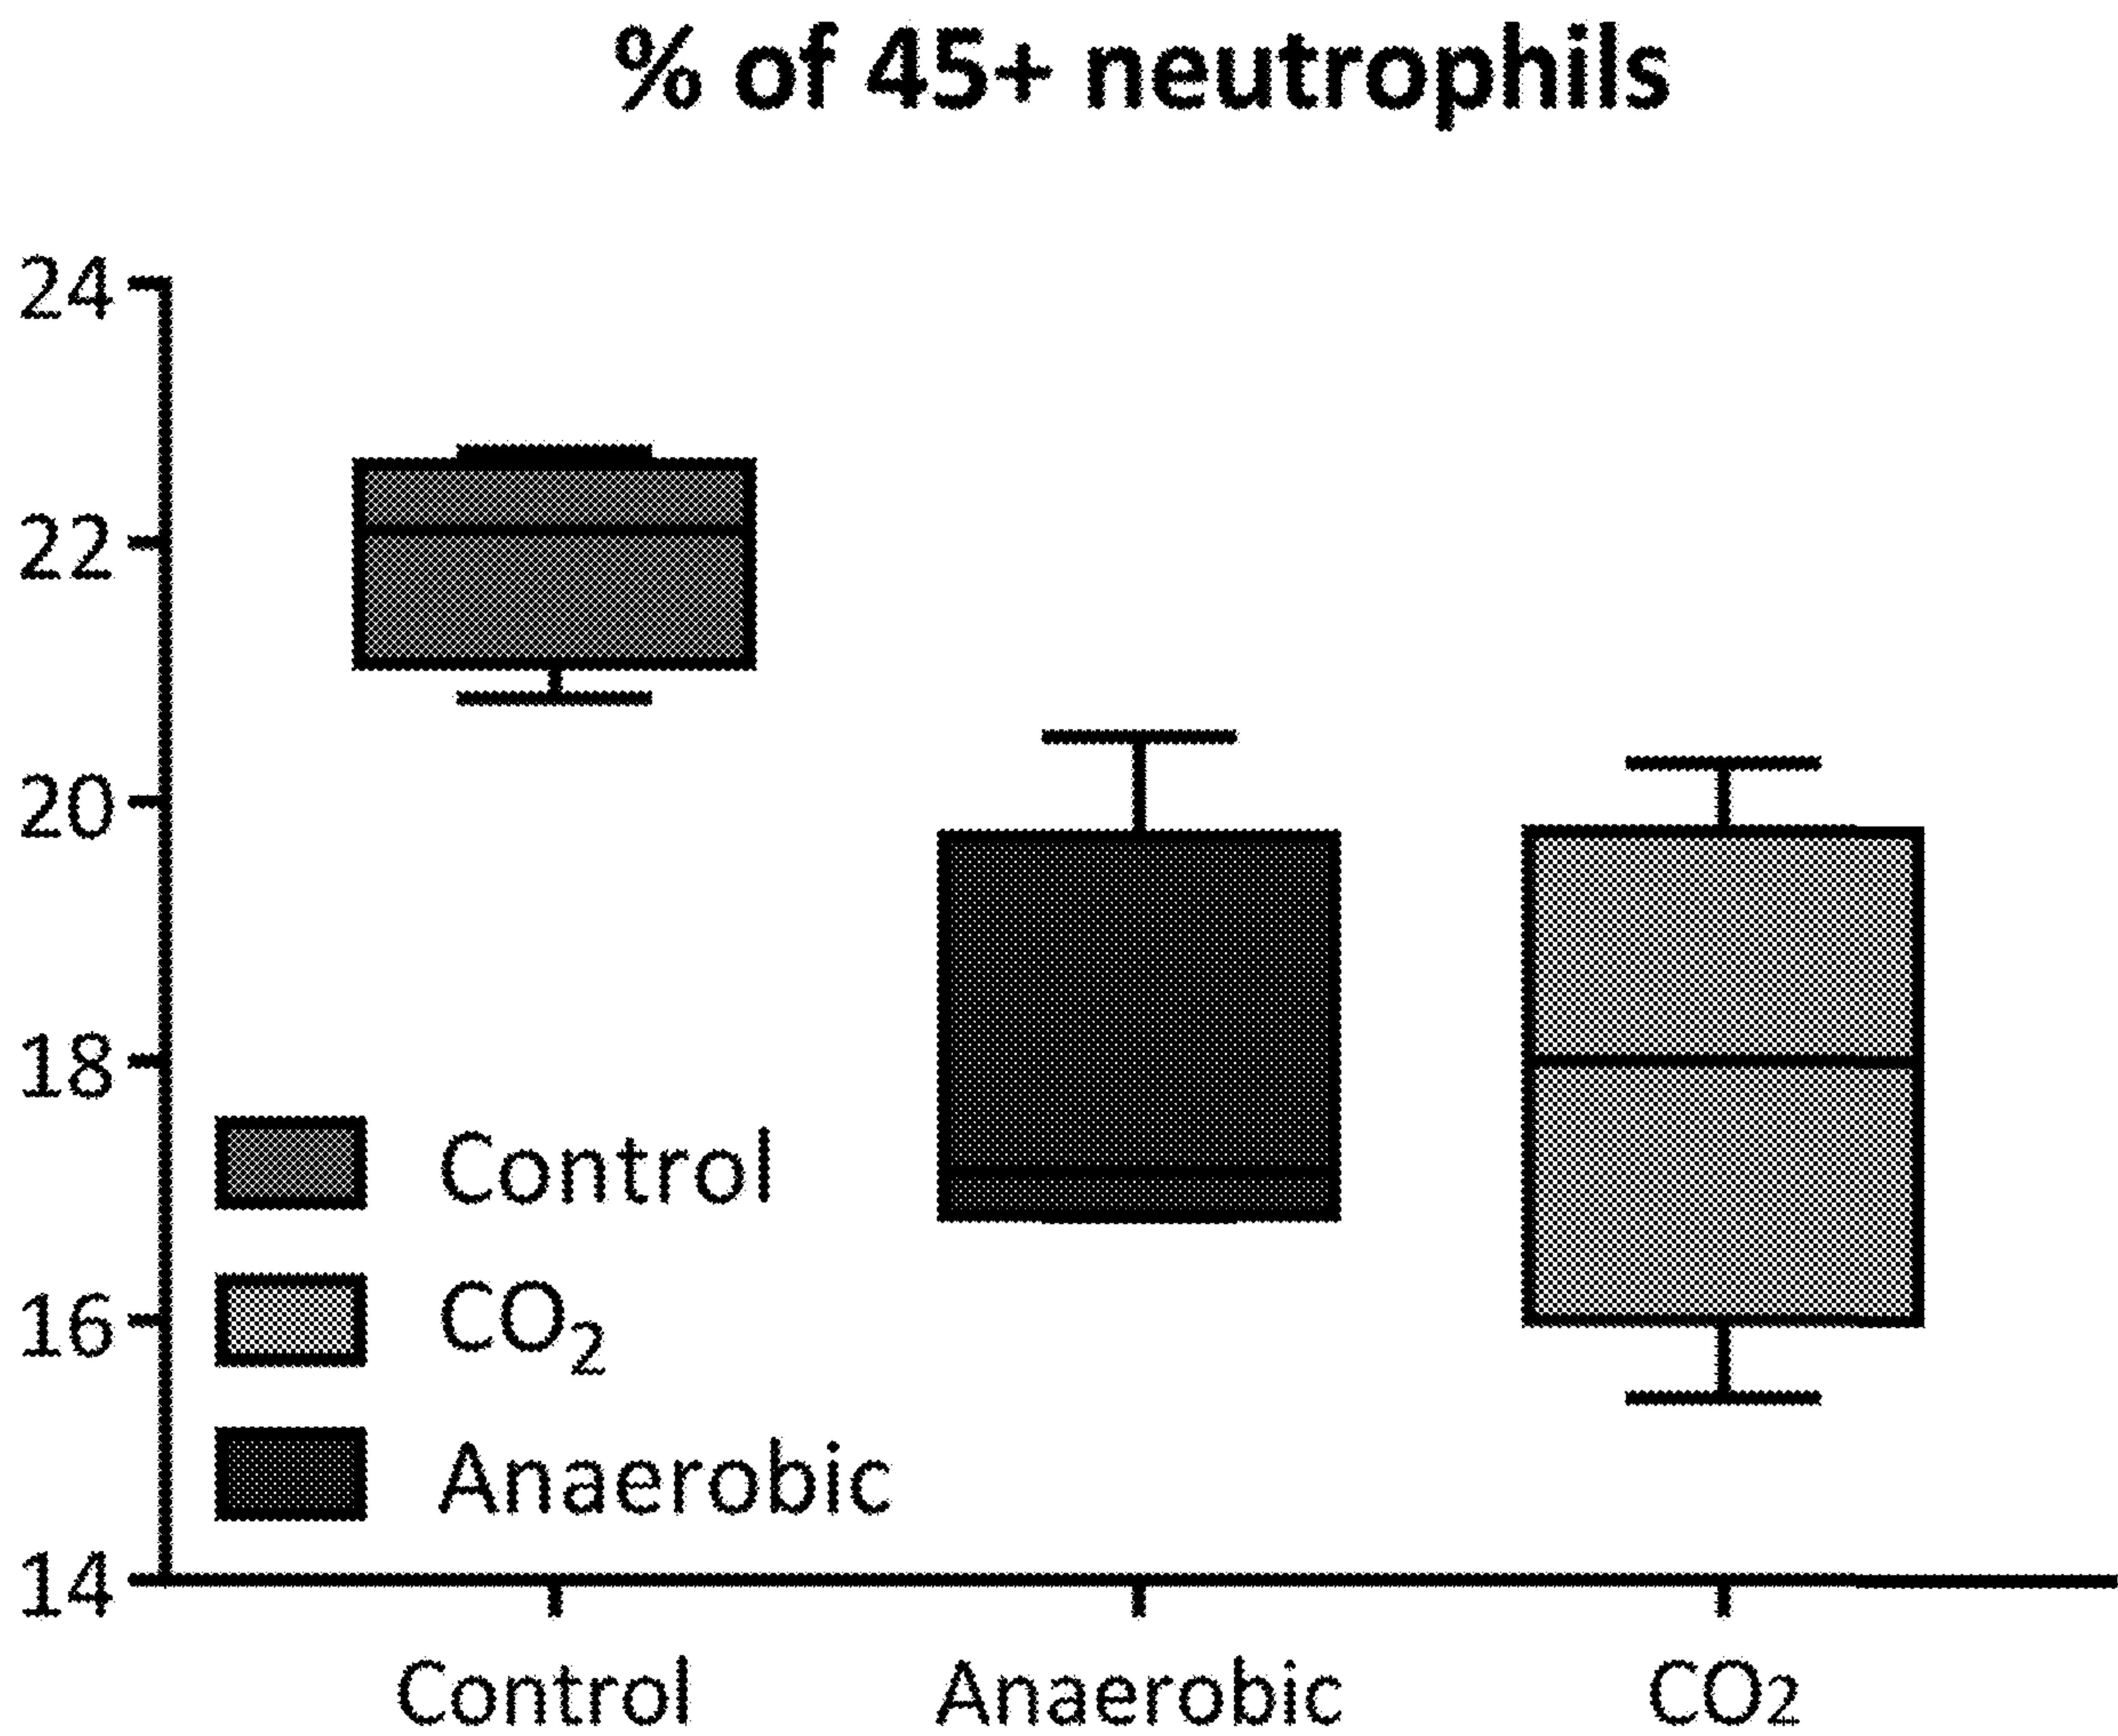 % of 45+ neutrophils
24
22
20
18
16
14
Control
CO₂
Anaerobic
Control Anaerobic CO2